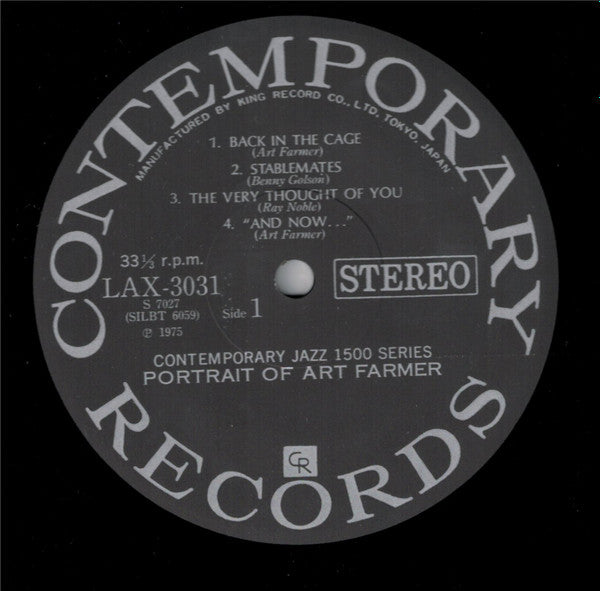 CONTEMPORARY
MANUFACTURED BY KING RECORD CO., LTD. TOKYO, JAPAN
1. BACK IN THE CAGE
(Art Farmer)
2. STABLEMATES
(Benny Golson)
3. THE VERY THOUGHT OF YOU
(Ray Noble)
4. “AND NOW...”
(Art Farmer)
33⅓ r.p.m.
STEREO
LAX-3031
S 7027
(SILBT 6059) Side 1
℗ 1975
CONTEMPORARY JAZZ 1500 SERIES
PORTRAIT OF ART FARMER
CR
RECORDS